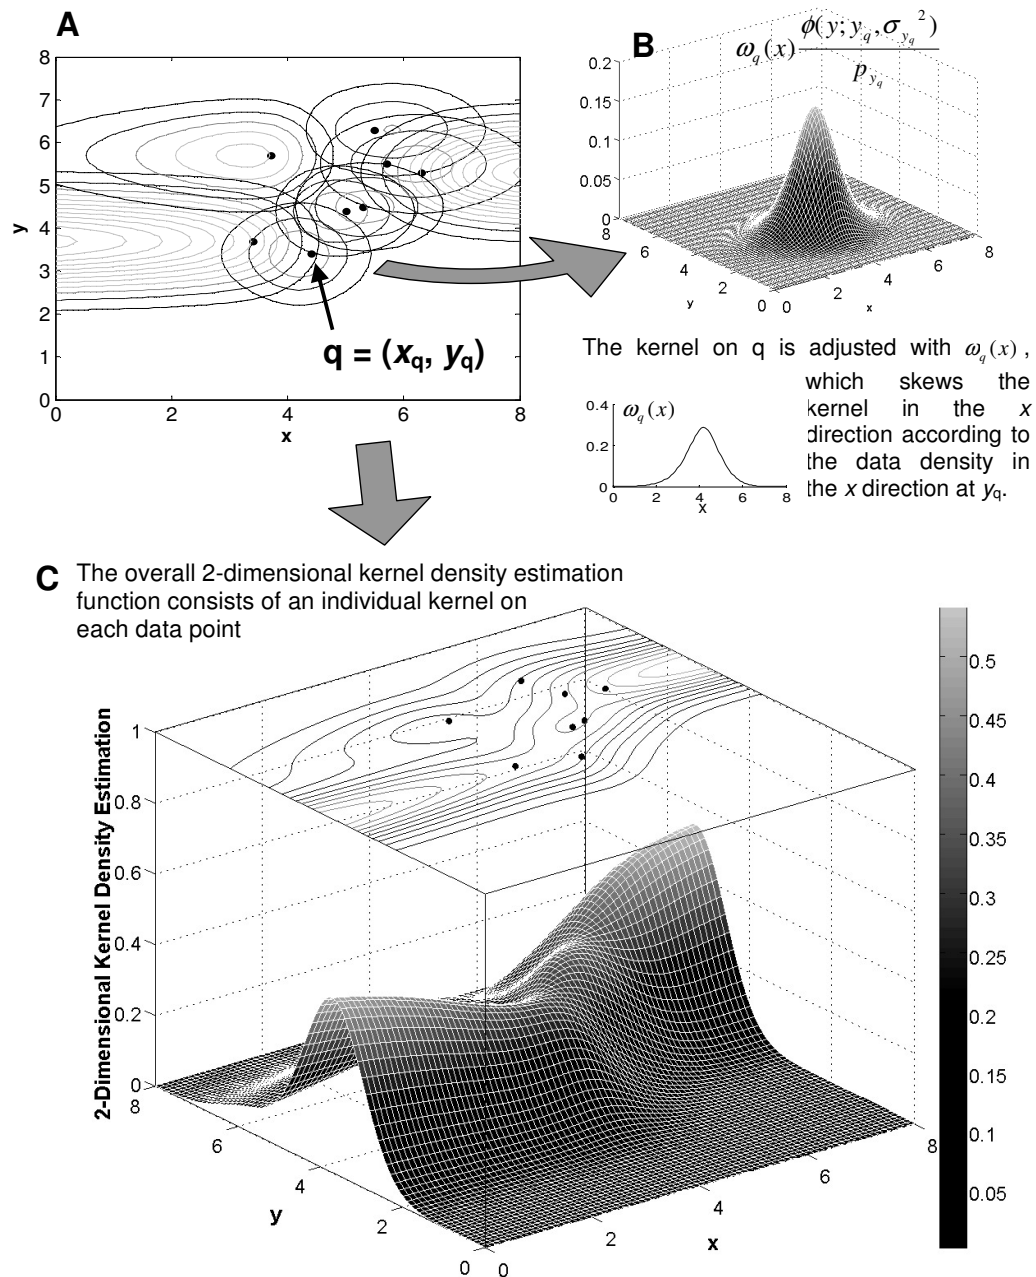 A
8
7
6
5
4
3
2
1
0
y
0 2 4 6 8
x
q = (xq, yq)
B
ωq(x) ϕ(y; yq, σyq²)
pyq
0.2
0.15
0.1
0.05
0
8
6
4
2
0
y
0
2
4
6
8
x
The kernel on q is adjusted with ωq(x) ,
which skews the
kernel in the x
direction according to
the data density in
the x direction at yq.
0.4
0.2
0
ωq(x)
0 2 4 6 8
x
C The overall 2-dimensional kernel density estimation
function consists of an individual kernel on
each data point
2-Dimensional Kernel Density Estimation
1
0.8
0.6
0.4
0.2
0
8
6
4
2
0
y
0
2
4
6
8
x
0.5
0.45
0.4
0.35
0.3
0.25
0.2
0.15
0.1
0.05